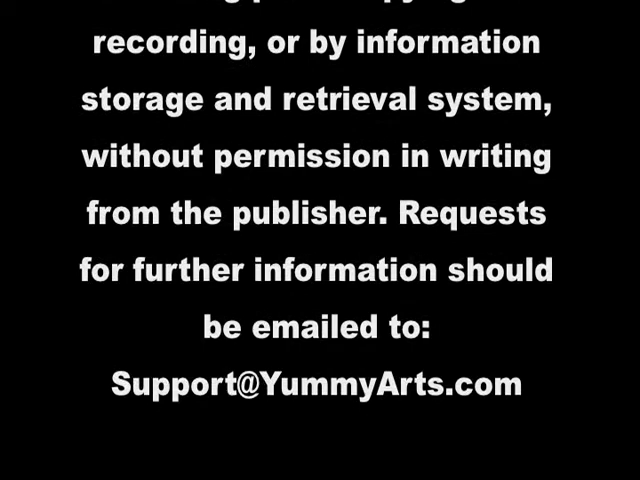 recording, or by information
storage and retrieval system,
without permission in writing
from the publisher. Requests
for further information should
be emailed to:
Support@YummyArts.com